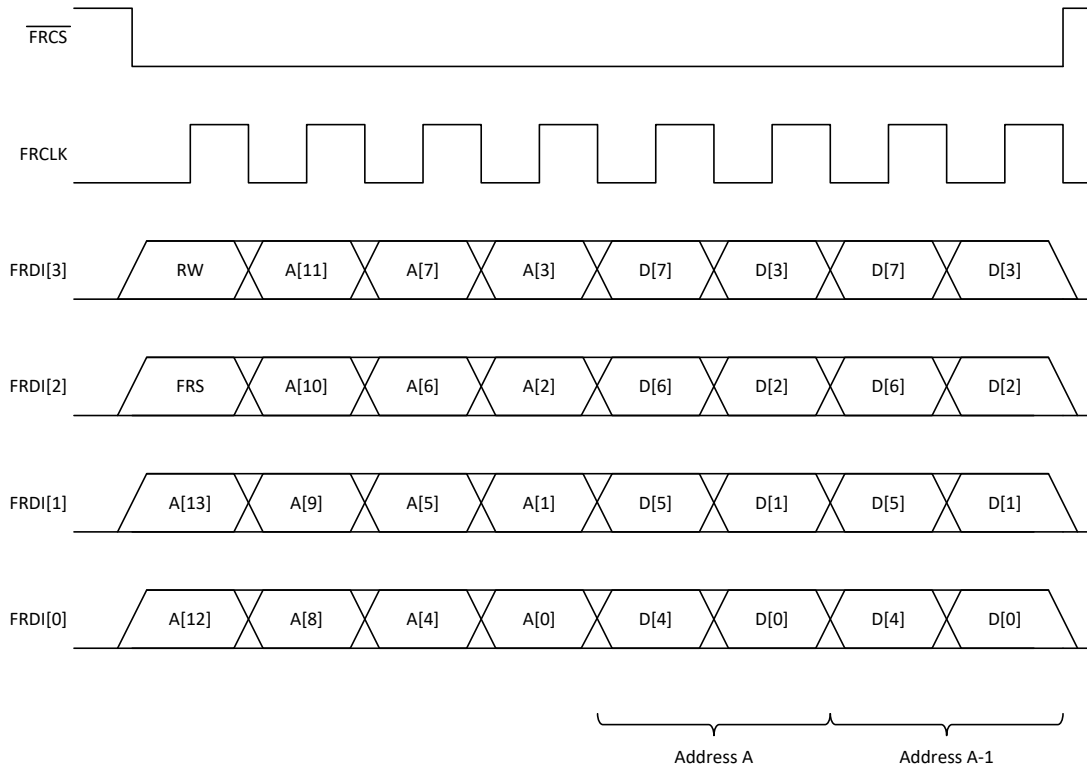 FRCS
FRCLK
FRDI[3] RW A[11] A[7] A[3] D[7] D[3] D[7] D[3]
FRDI[2] FRS A[10] A[6] A[2] D[6] D[2] D[6] D[2]
FRDI[1] A[13] A[9] A[5] A[1] D[5] D[1] D[5] D[1]
FRDI[0] A[12] A[8] A[4] A[0] D[4] D[0] D[4] D[0]
Address A Address A-1